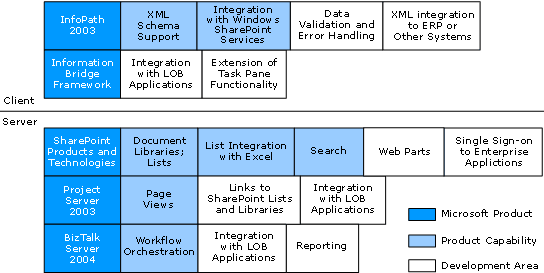 InfoPath
2003
XML
Schema
Support
Integration
with Windows
SharePoint
Services
Data
Validation and
Error Handling
XML integration
to ERP or
Other Systems
Information
Bridge
Framework
Integration
with LOB
Applications
Extension of
Task Pane
Functionality
Client
Server
SharePoint
Products and
Technologies
Document
Libraries;
Lists
List Integration
with Excel
Search
Web Parts
Single Sign-on
to Enterprise
Applictions
Project
Server
2003
Page
Views
Links to
SharePoint Lists
and Libraries
Integration
with LOB
Applications
BizTalk
Server
2004
Workflow
Orchestration
Integration
with LOB
Applications
Reporting
Microsoft Product
Product Capability
Development Area